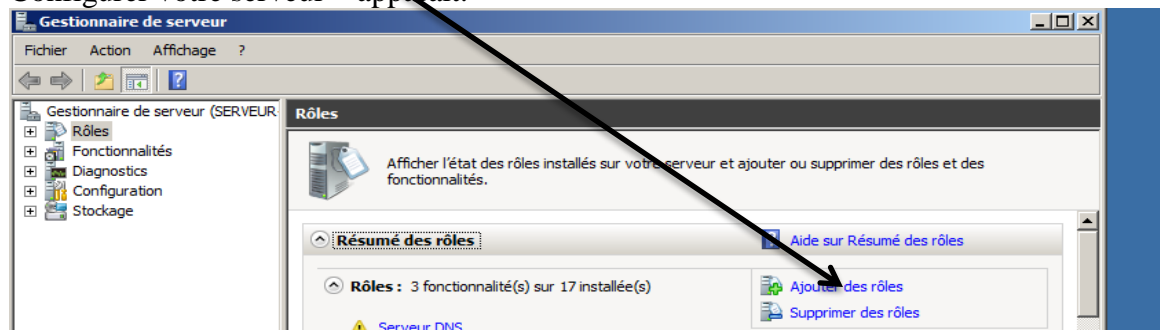 Configurer votre serveur » apparaît.
Gestionnaire de serveur
Fichier Action Affichage ?
Gestionnaire de serveur (SERVEUR-
Rôles
Fonctionnalités
Diagnostics
Configuration
Stockage
Rôles
Afficher l'état des rôles installés sur votre serveur et ajouter ou supprimer des rôles et des
fonctionnalités.
Résumé des rôles
Aide sur Résumé des rôles
Rôles : 3 fonctionnalité(s) sur 17 installée(s)
Ajouter des rôles
Supprimer des rôles
Serveur DNS